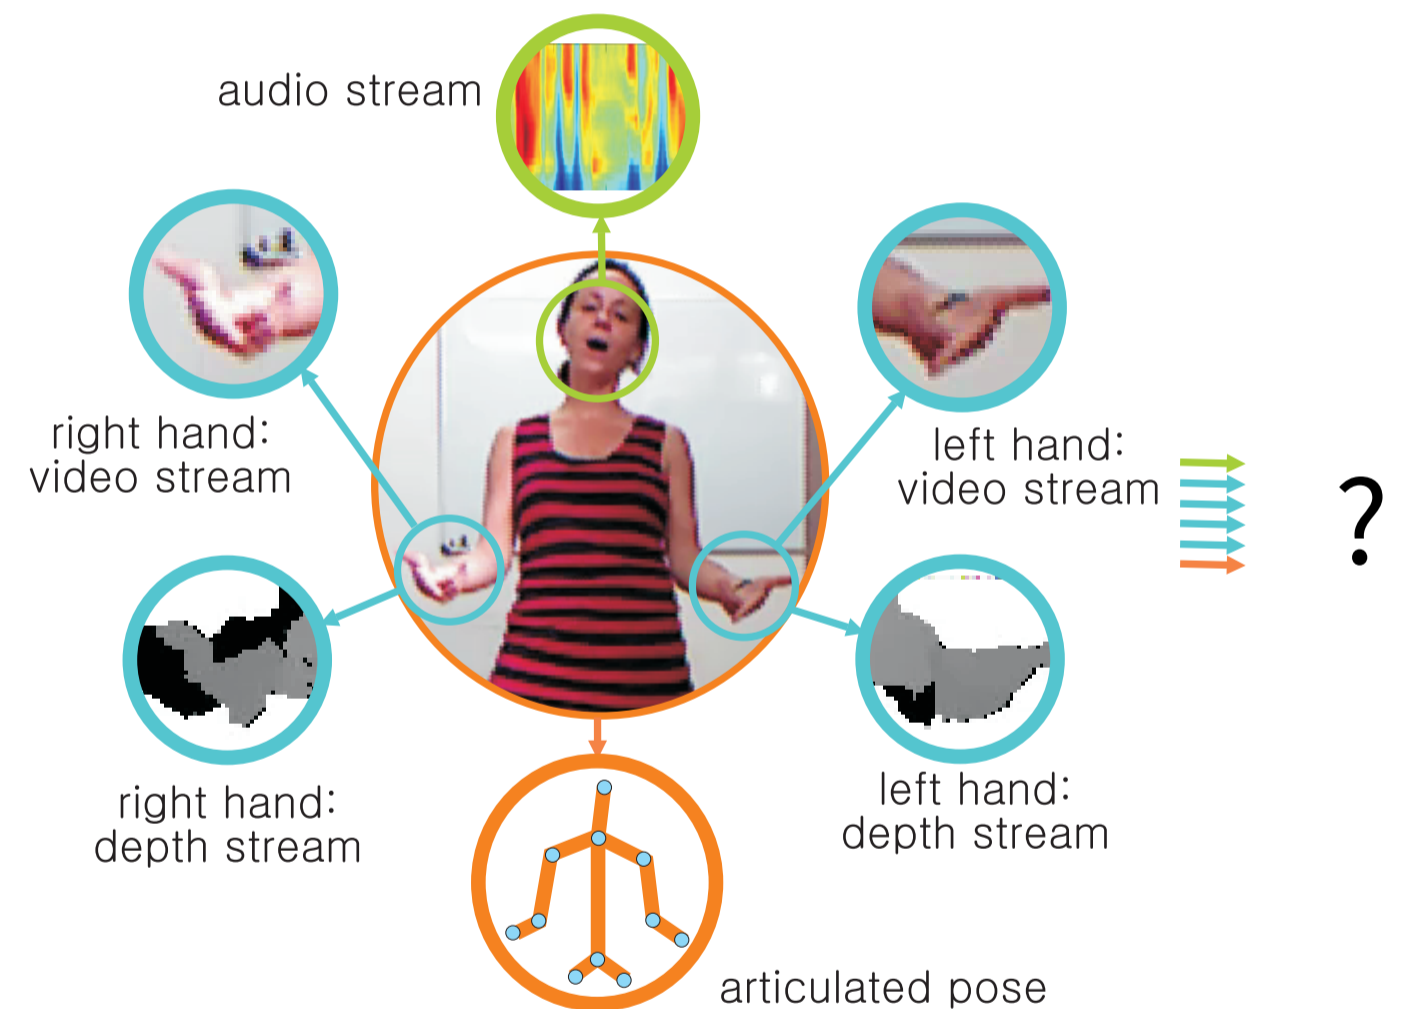 audio stream
right hand:
video stream
left hand:
video stream
?
right hand:
depth stream
left hand:
depth stream
articulated pose